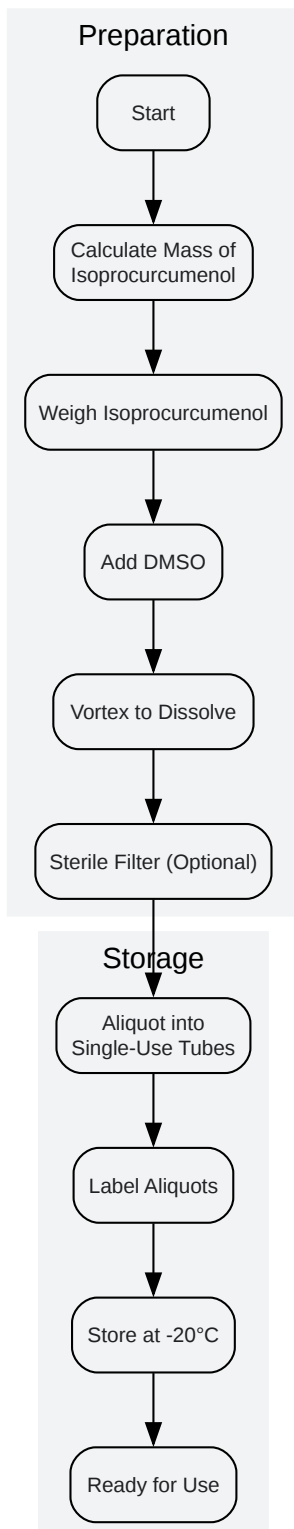 Preparation
Start
Calculate Mass of
Isoprocurcumenol
Weigh Isoprocurcumenol
Add DMSO
Vortex to Dissolve
Sterile Filter (Optional)
Storage
Aliquot into
Single-Use Tubes
Label Aliquots
Store at -20°C
Ready for Use